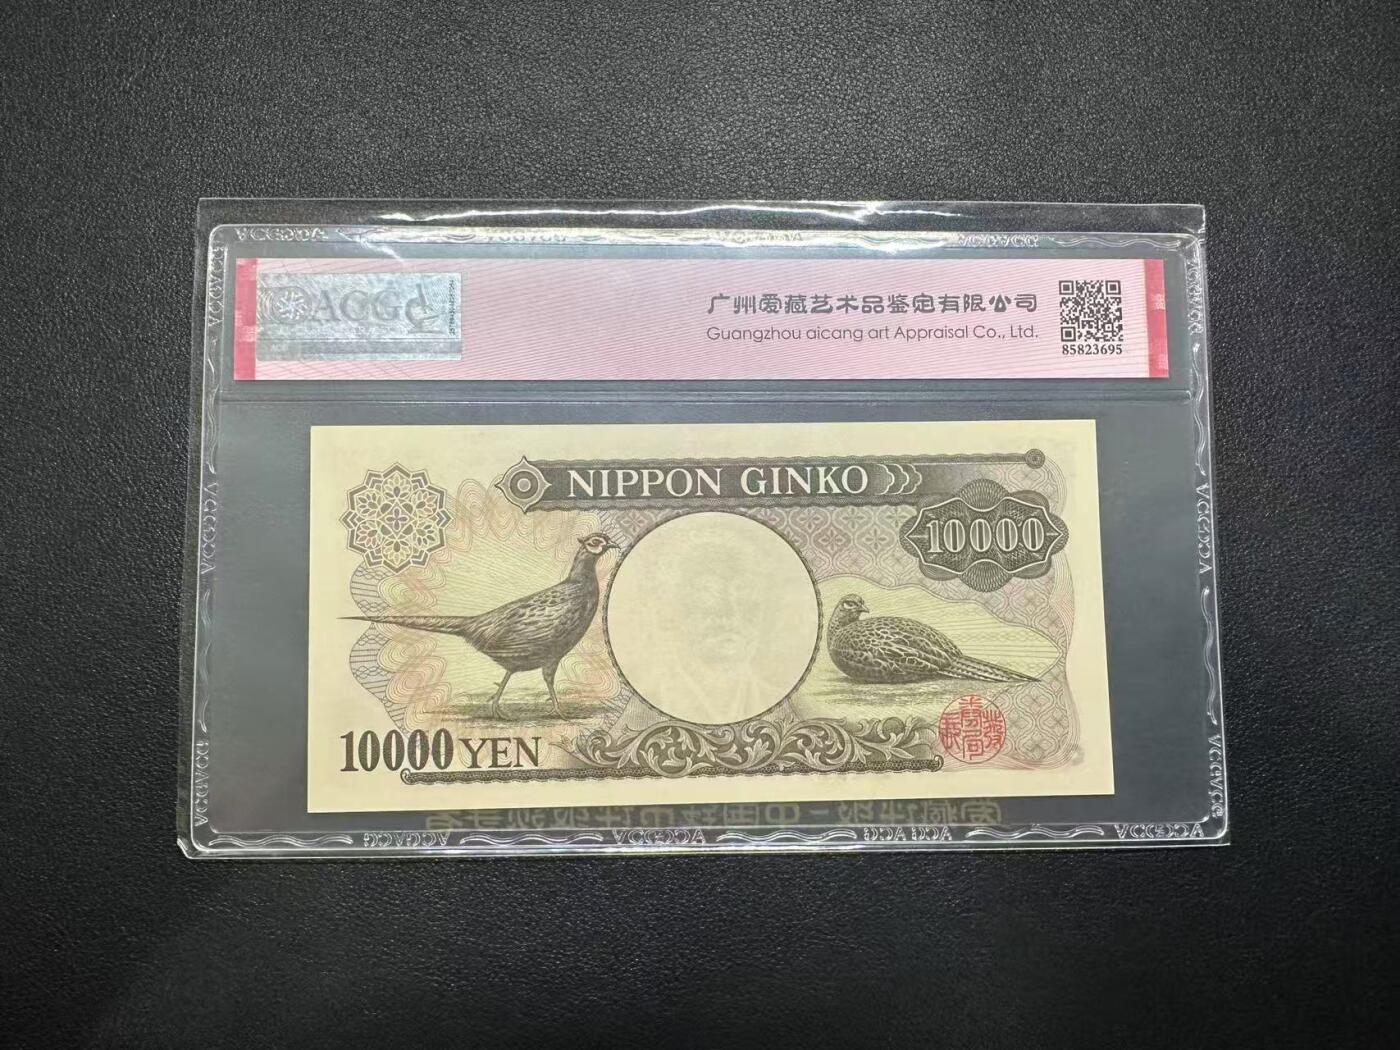 ACG
广州爱藏艺术品鉴定有限公司
Guangzhou aicang art Appraisal Co., Ltd.
85823695
NIPPON GINKO
10000
10000 YEN